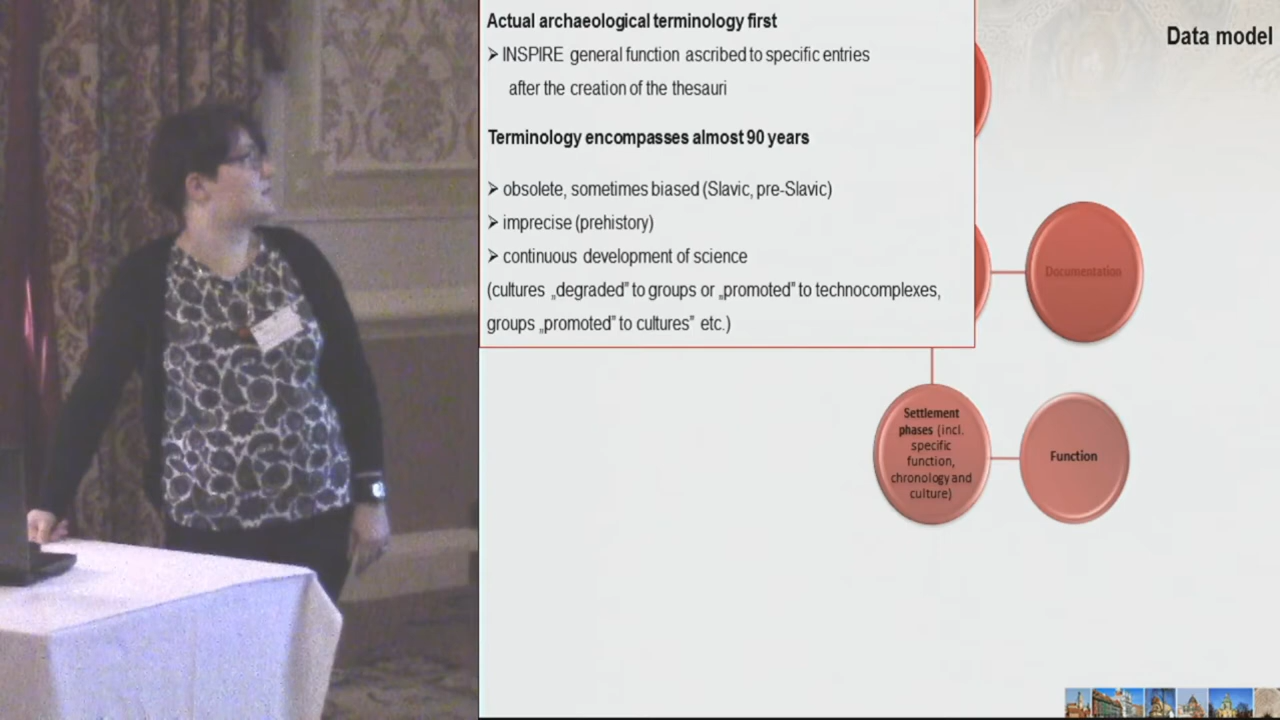 Actual archaeological terminology first
➢ INSPIRE general function ascribed to specific entries
after the creation of the thesauri
Terminology encompasses almost 90 years
➢ obsolete, sometimes biased (Slavic, pre-Slavic)
➢ imprecise (prehistory)
➢ continuous development of science
(cultures „degraded” to groups or „promoted” to technocomplexes,
groups „promoted” to cultures” etc.)
Data model
Documentation
Settlement
phases (incl.
specific
function,
chronology and
culture)
Function